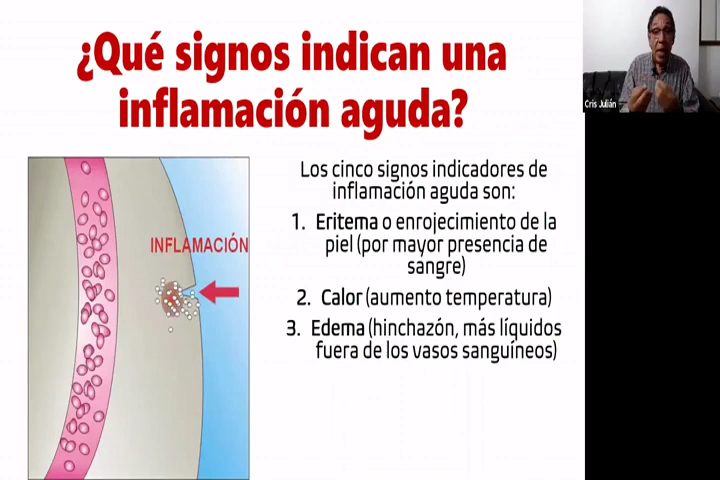 ¿Qué signos indican una
inflamación aguda?
Cris Julián
Los cinco signos indicadores de
inflamación aguda son:
1. Eritema o enrojecimiento de la
piel (por mayor presencia de
sangre)
2. Calor (aumento temperatura)
3. Edema (hinchazón, más líquidos
fuera de los vasos sanguíneos)
INFLAMACIÓN